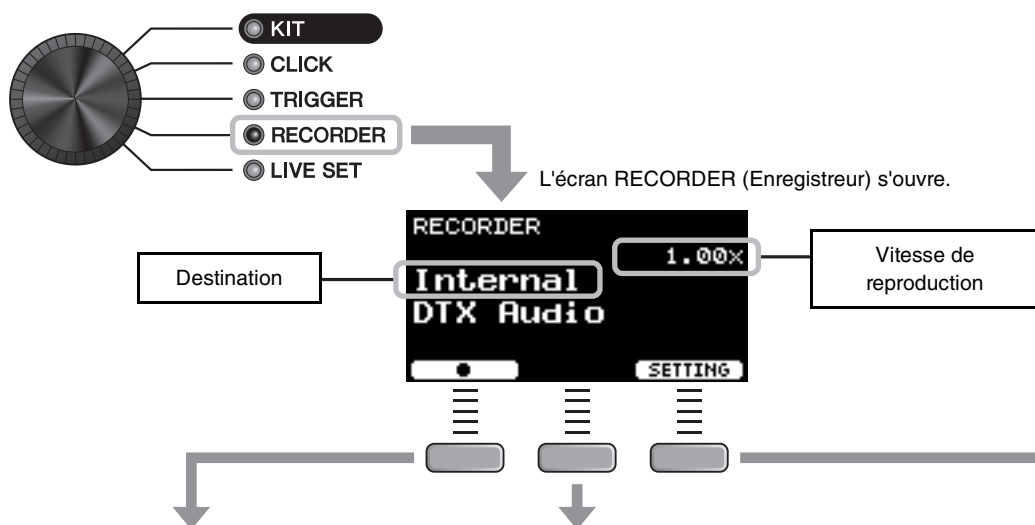 KIT
CLICK
TRIGGER
RECORDER
LIVE SET
L'écran RECORDER (Enregistreur) s'ouvre.
RECORDER
1.00x
Destination
Internal
Vitesse de
reproduction
DTX Audio
●
SETTING